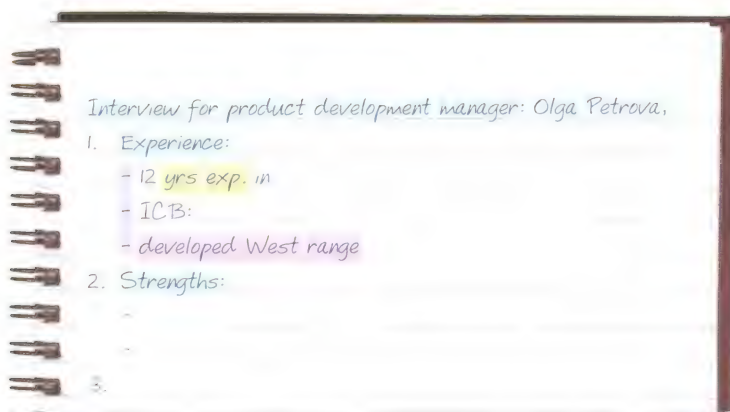 Interview for product development manager: Olga Petrova,
1. Experience:
- 12 yrs exp. in
- ICB:
- developed West range
2. Strengths:
-
-
3.